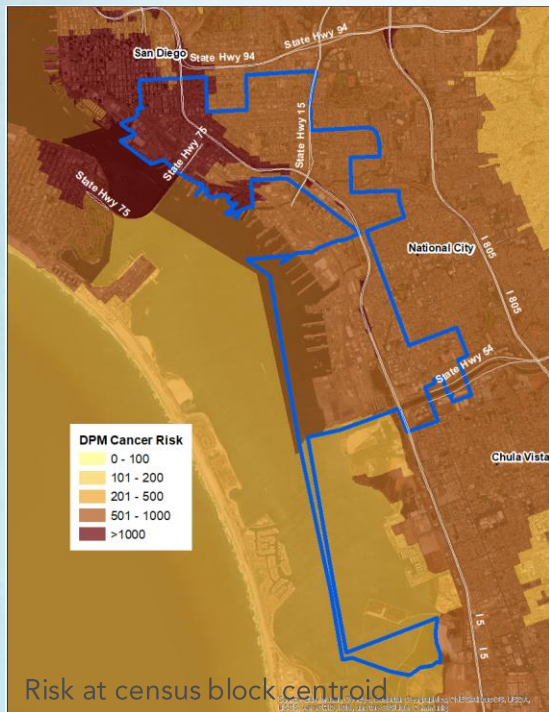 San Diego
State Hwy 94
State Hwy 94
State Hwy 15
State Hwy 75
State Hwy 75
National City
I 805
I 805
State Hwy 54
DPM Cancer Risk
0 - 100
101 - 200
201 - 500
501 - 1000
>1000
Chula Vista
I 5
I 5
Risk at census block centroid